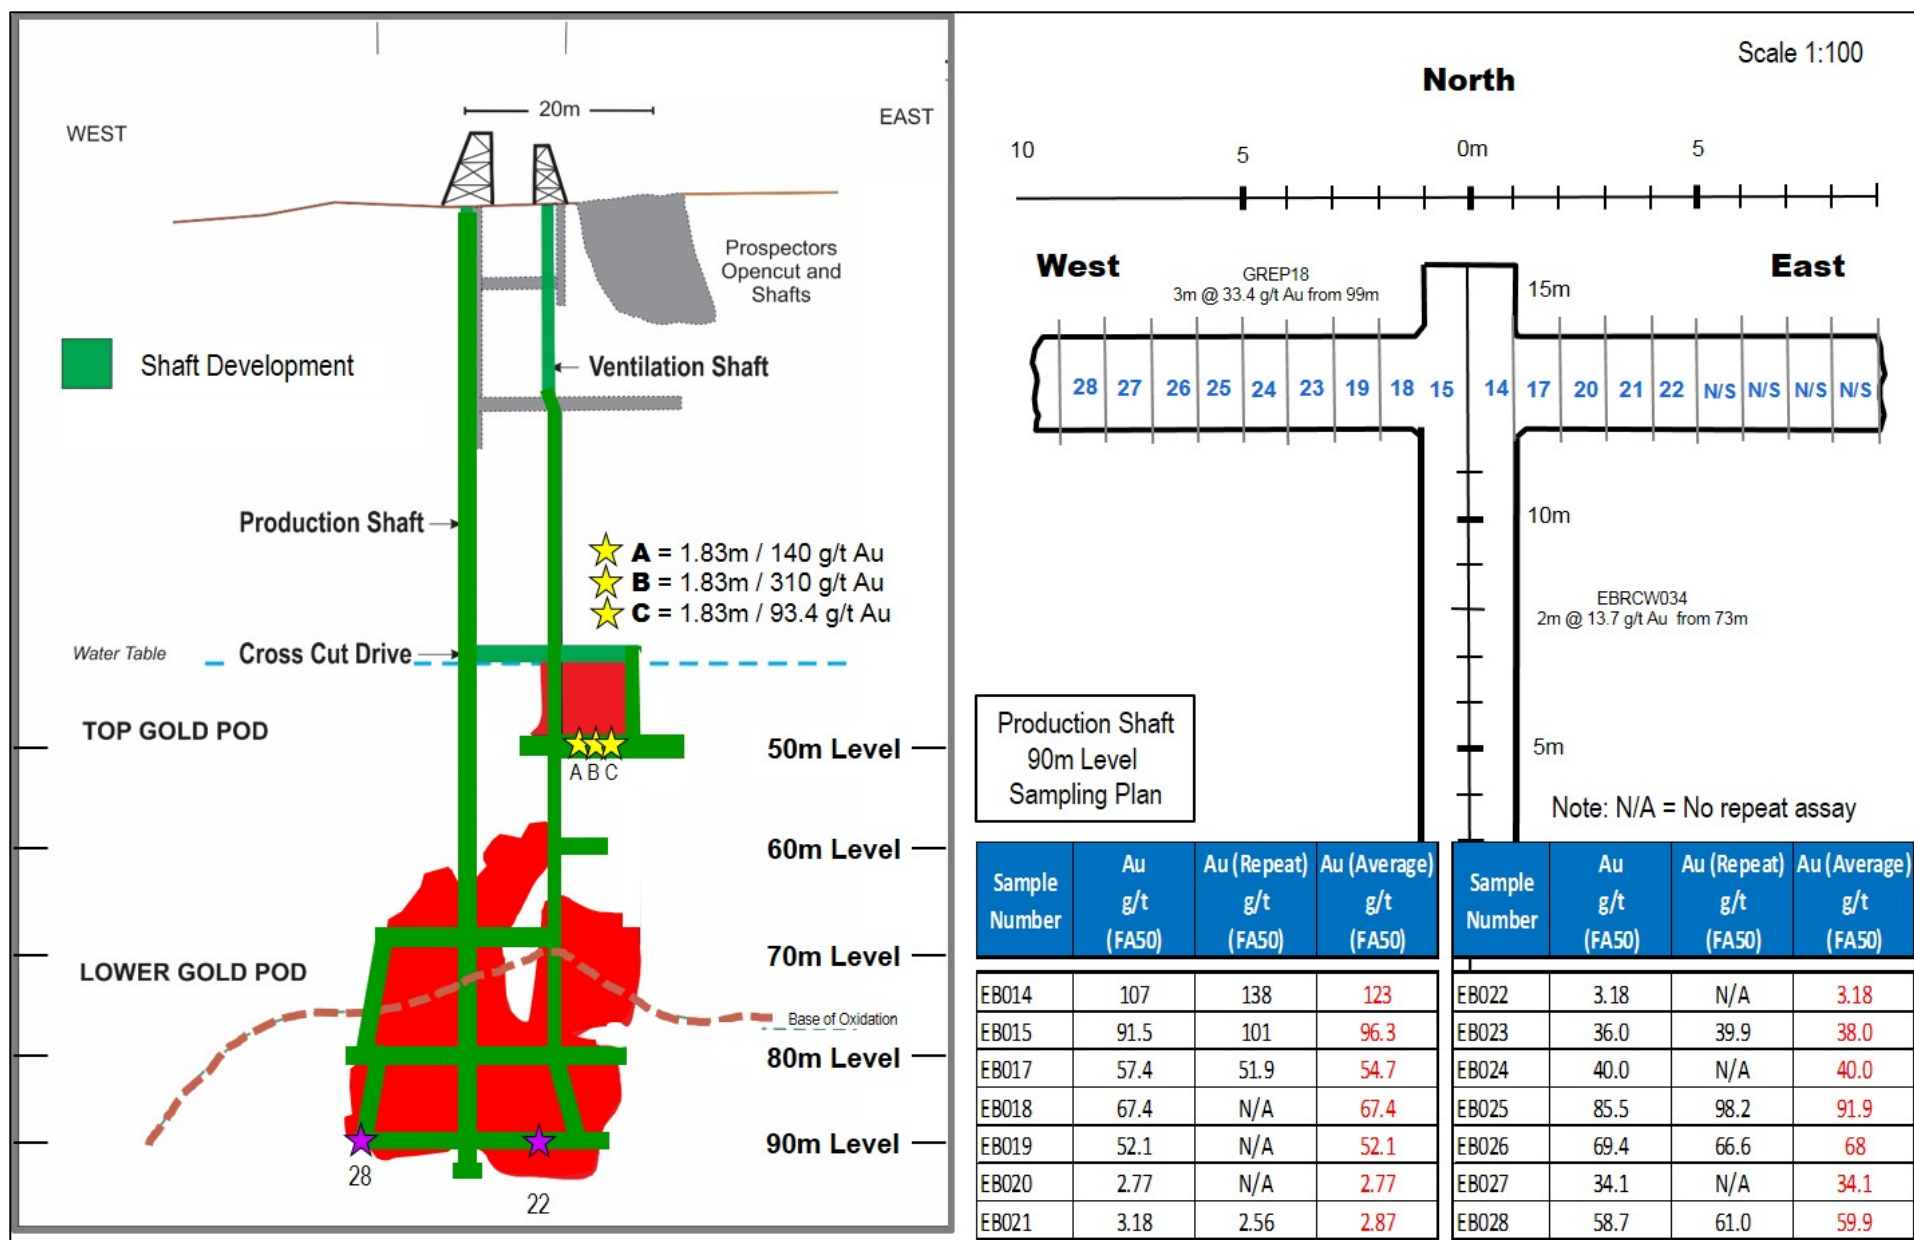 20m
WEST
EAST
Prospectors
Opencut and
Shafts
Shaft Development
Ventilation Shaft
Production Shaft
A = 1.83m / 140 g/t Au
B = 1.83m / 310 g/t Au
C = 1.83m / 93.4 g/t Au
Water Table
Cross Cut Drive
TOP GOLD POD
50m Level
A B C
60m Level
LOWER GOLD POD
70m Level
Base of Oxidation
80m Level
90m Level
28
22
Scale 1:100
North
10 5 0m 5
West
East
GREP18
3m @ 33.4 g/t Au from 99m
15m
28 27 26 25 24 23 19 18 15 14 17 20 21 22 N/S N/S N/S N/S
10m
EBRCW034
2m @ 13.7 g/t Au from 73m
5m
Production Shaft
90m Level
Sampling Plan
Note: N/A = No repeat assay
Sample Number Au g/t (FA50) Au (Repeat) g/t (FA50) Au (Average) g/t (FA50)
EB014 107 138 123
EB015 91.5 101 96.3
EB017 57.4 51.9 54.7
EB018 67.4 N/A 67.4
EB019 52.1 N/A 52.1
EB020 2.77 N/A 2.77
EB021 3.18 2.56 2.87
Sample Number Au g/t (FA50) Au (Repeat) g/t (FA50) Au (Average) g/t (FA50)
EB022 3.18 N/A 3.18
EB023 36.0 39.9 38.0
EB024 40.0 N/A 40.0
EB025 85.5 98.2 91.9
EB026 69.4 66.6 68
EB027 34.1 N/A 34.1
EB028 58.7 61.0 59.9